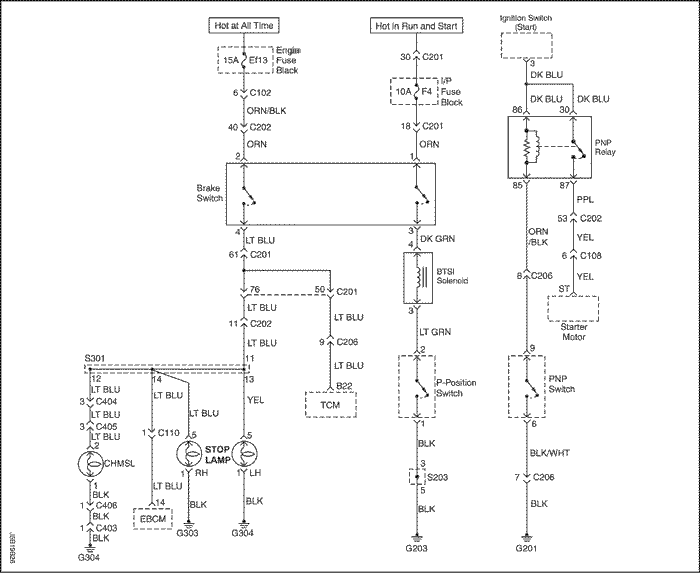 Hot at All Time
Hot in Run and Start
Ignition Switch
(Start)
15A Ef13
Engine
Fuse
Black
30 C201
3
DK BLU
6 C102
10A F4
I/P
Fuse
Block
DK BLU DK BLU
ORN/BLK
86 30
40 C202
18 C201
ORN
ORN
PNP
Relay
2
1
Brake
Switch
85 87
PPL
4
3
53 C202
LT BLU
DK GRN
ORN
/BLK
YEL
61 C201
4
6 C108
BTSI
Solenoid
8 C206
YEL
76
50 C201
ST
LT BLU
LT BLU
3
Starter
Motor
11 C202
LT GRN
9 C206
LT BLU
S301
11
2
9
LT BLU
12
14
13
P-Position
Switch
PNP
Switch
LT BLU
LT BLU
YEL
B22
3 C404
TCM
LT BLU
LT BLU
1
6
3 C405
LT BLU
1 C110
5
5
BLK
BLK/WHT
2
STOP
LAMP
CHMSL
3
S203
7 C206
1 RH
1 LH
5
1
LT BLU
BLK
BLK
BLK
BLK
BLK
1 C406
14
BLK
EBCM
1 C403
BLK
G303
G304
G304
G203
G201